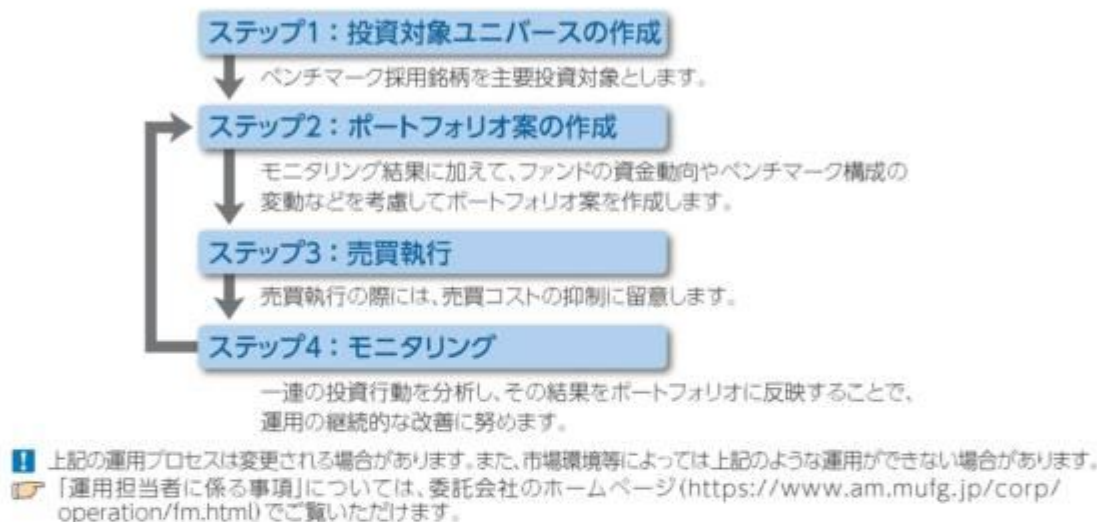 ステップ1：投資対象ユニバースの作成
ベンチマーク採用銘柄を主要投資対象とします。
ステップ2：ポートフォリオ案の作成
モニタリング結果に加えて、ファンドの資金動向やベンチマーク構成の
変動などを考慮してポートフォリオ案を作成します。
ステップ3：売買執行
売買執行の際には、売買コストの抑制に留意します。
ステップ4：モニタリング
一連の投資行動を分析し、その結果をポートフォリオに反映することで、
運用の継続的な改善に努めます。
! 上記の運用プロセスは変更される場合があります。また、市場環境等によっては上記のような運用ができない場合があります。
「運用担当者に係る事項」については、委託会社のホームページ(https://www.am.mufg.jp/corp/
operation/fm.html)でご覧いただけます。